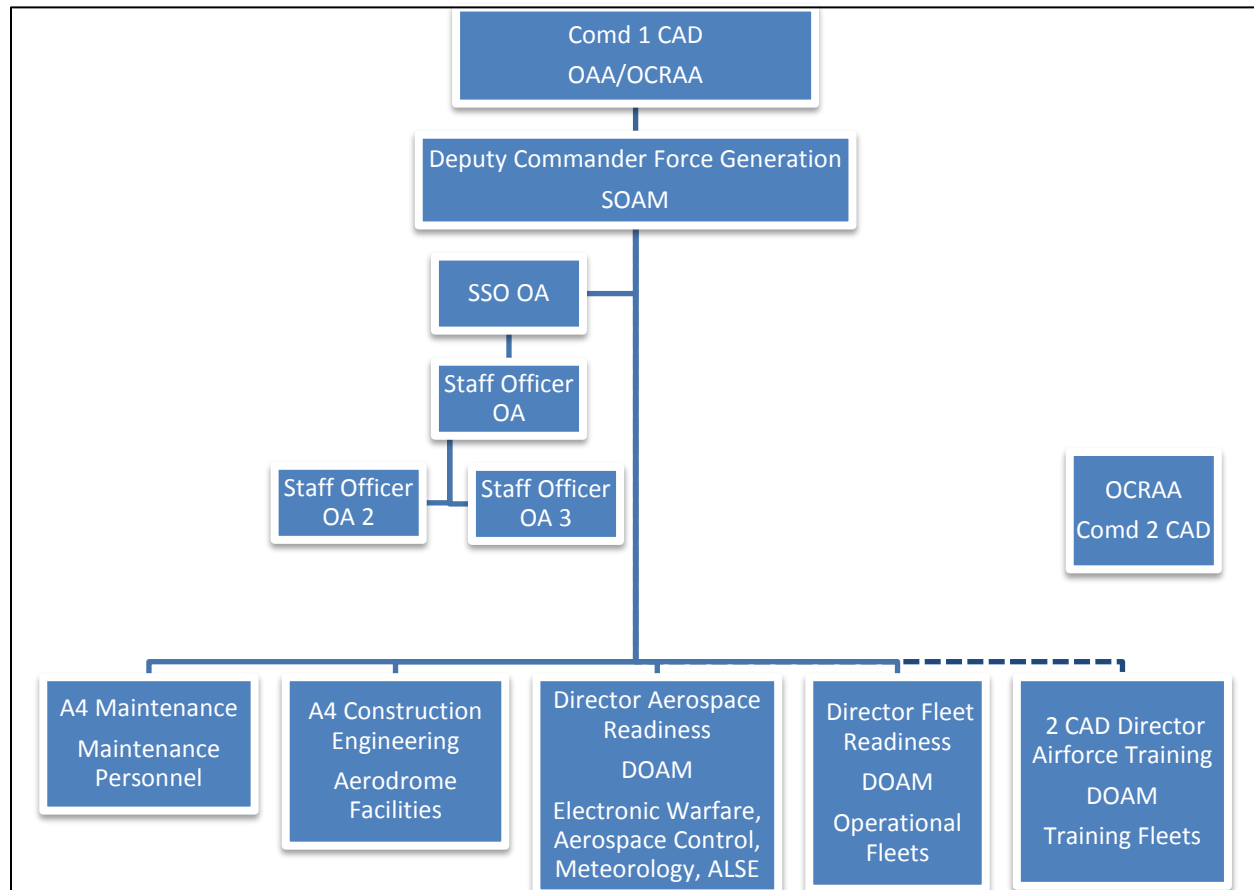 Comd 1 CAD
OAA/OCRAA
Deputy Commander Force Generation
SOAM
SSO OA
Staff Officer
OA
Staff Officer
OA 2
Staff Officer
OA 3
OCRAA
Comd 2 CAD
A4 Maintenance
Maintenance
Personnel
A4 Construction
Engineering
Aerodrome
Facilities
Director Aerospace
Readiness
DOAM
Electronic Warfare,
Aerospace Control,
Meteorology, ALSE
Director Fleet
Readiness
DOAM
Operational
Fleets
2 CAD Director
Airforce Training
DOAM
Training Fleets